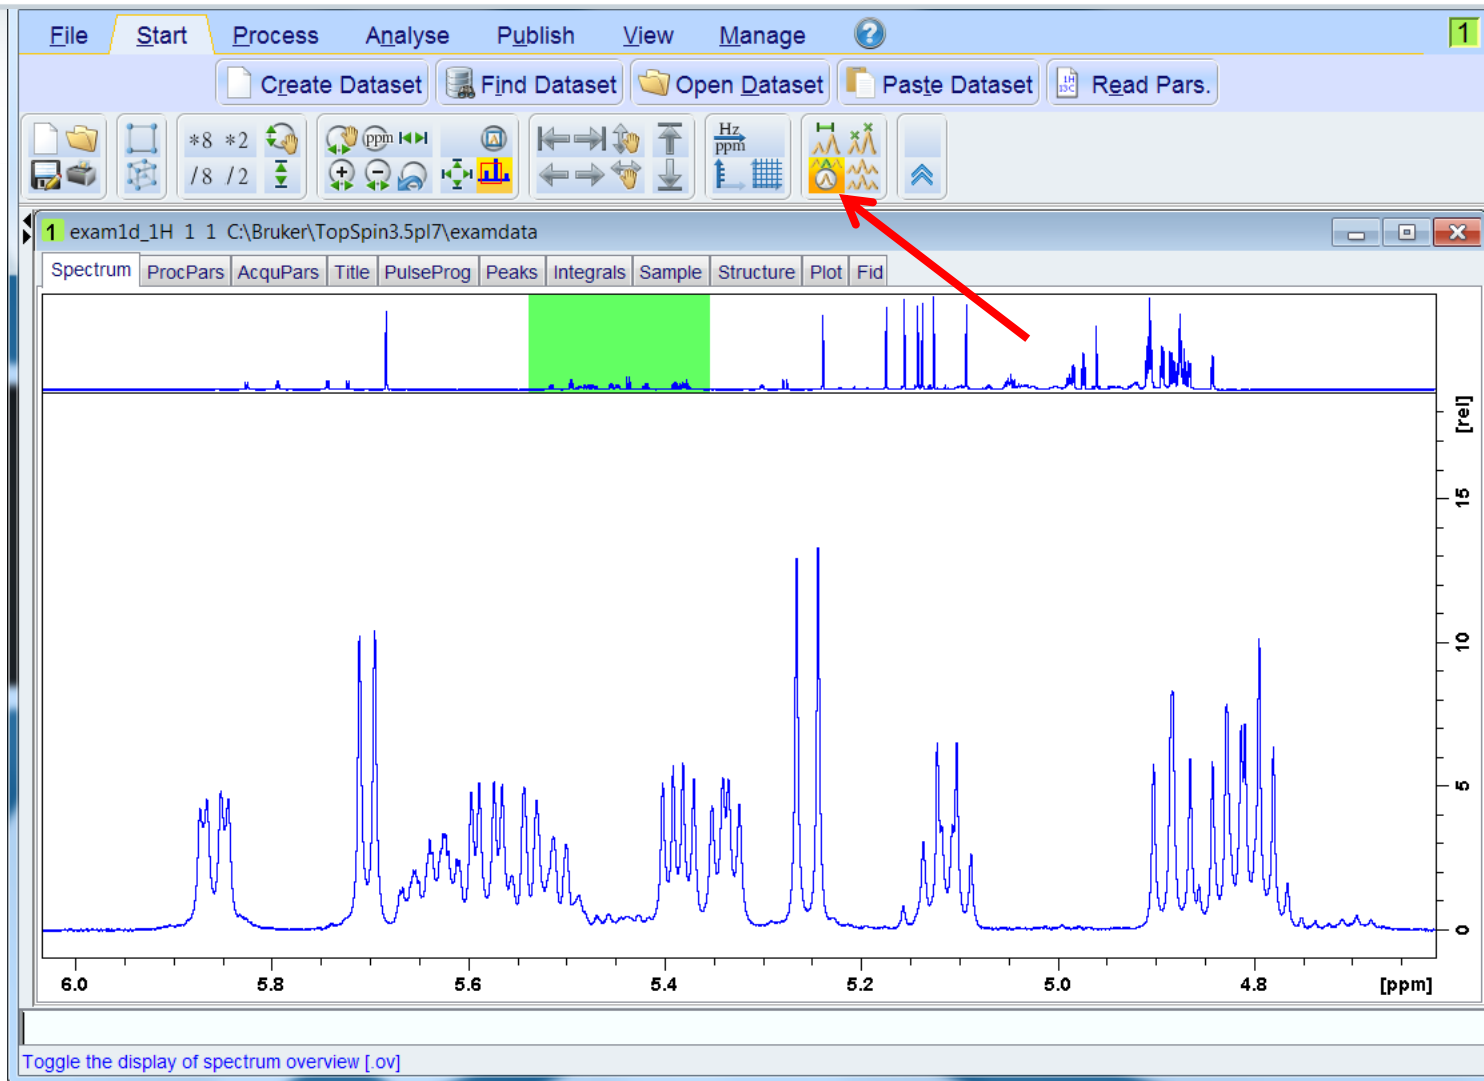 File Start Process Analyse Publish View Manage ? 1
Create Dataset Find Dataset Open Dataset Paste Dataset 1H 13C Read Pars.
*8 *2 ppm Hz ppm
/8 /2
1 exam1d_1H 1 1 C:\Bruker\TopSpin3.5pl7\examdata
Spectrum ProcPars AcquPars Title PulseProg Peaks Integrals Sample Structure Plot Fid
[rel]
15
10
5
0
6.0 5.8 5.6 5.4 5.2 5.0 4.8 [ppm]
Toggle the display of spectrum overview [.ov]